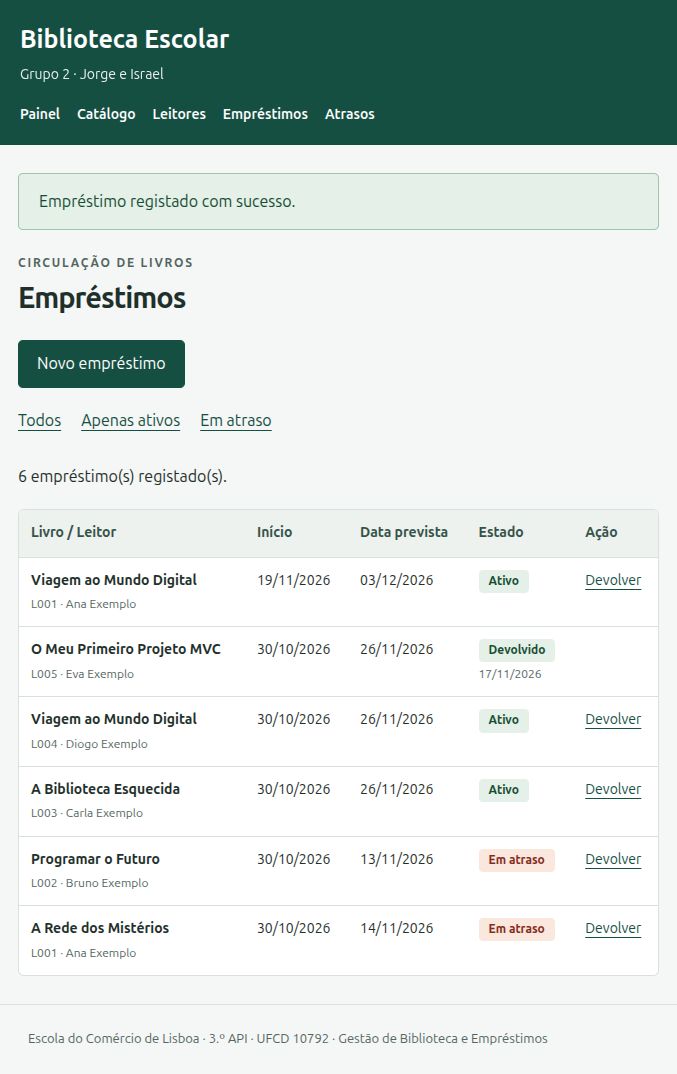 Biblioteca Escolar
Grupo 2 · Jorge e Israel
Painel Catálogo Leitores Empréstimos Atrasos
Empréstimo registado com sucesso.
CIRCULAÇÃO DE LIVROS
Empréstimos
Novo empréstimo
Todos Apenas ativos Em atraso
6 empréstimo(s) registado(s).
Livro / Leitor Início Data prevista Estado Ação
Viagem ao Mundo Digital 19/11/2026 03/12/2026 Ativo Devolver
L001 · Ana Exemplo
O Meu Primeiro Projeto MVC 30/10/2026 26/11/2026 Devolvido
L005 · Eva Exemplo 17/11/2026
Viagem ao Mundo Digital 30/10/2026 26/11/2026 Ativo Devolver
L004 · Diogo Exemplo
A Biblioteca Esquecida 30/10/2026 26/11/2026 Ativo Devolver
L003 · Carla Exemplo
Programar o Futuro 30/10/2026 13/11/2026 Em atraso Devolver
L002 · Bruno Exemplo
A Rede dos Mistérios 30/10/2026 14/11/2026 Em atraso Devolver
L001 · Ana Exemplo
Escola do Comércio de Lisboa · 3.º API · UFCD 10792 · Gestão de Biblioteca e Empréstimos